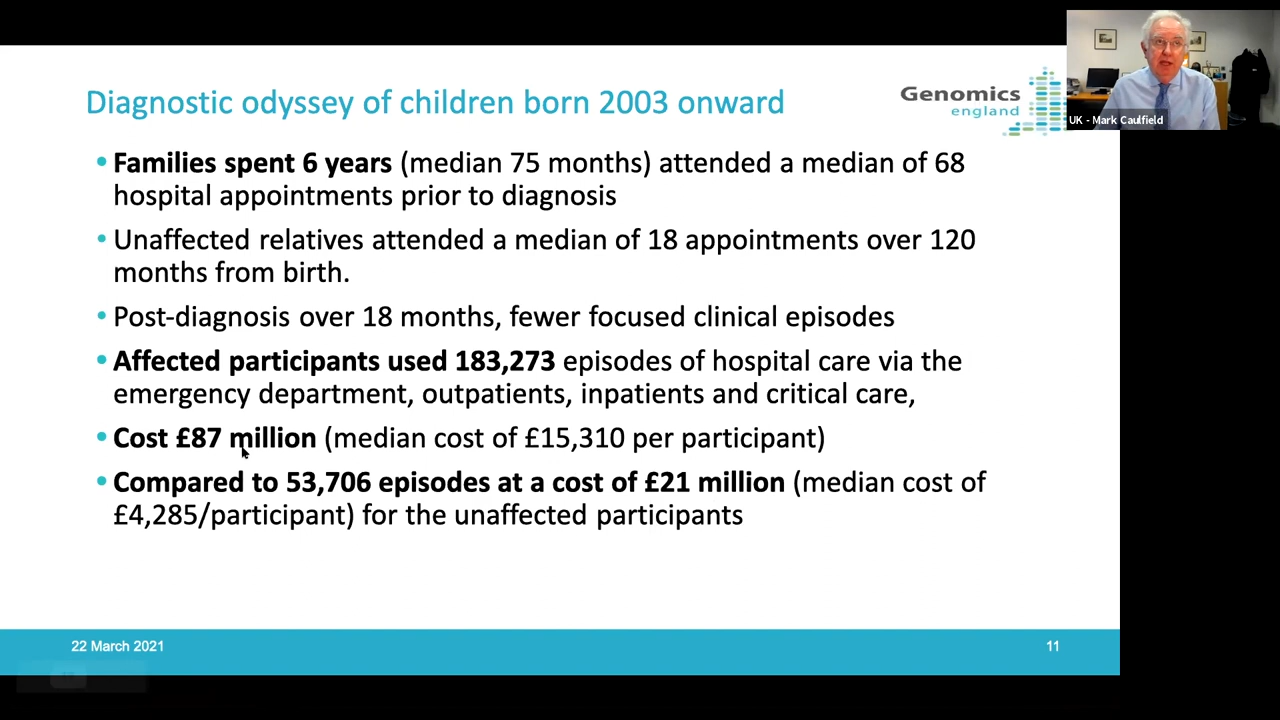 Diagnostic odyssey of children born 2003 onward
Genomics
england
UK - Mark Caulfield
• Families spent 6 years (median 75 months) attended a median of 68
hospital appointments prior to diagnosis
• Unaffected relatives attended a median of 18 appointments over 120
months from birth.
• Post-diagnosis over 18 months, fewer focused clinical episodes
• Affected participants used 183,273 episodes of hospital care via the
emergency department, outpatients, inpatients and critical care,
• Cost £87 million (median cost of £15,310 per participant)
• Compared to 53,706 episodes at a cost of £21 million (median cost of
£4,285/participant) for the unaffected participants
22 March 2021
11